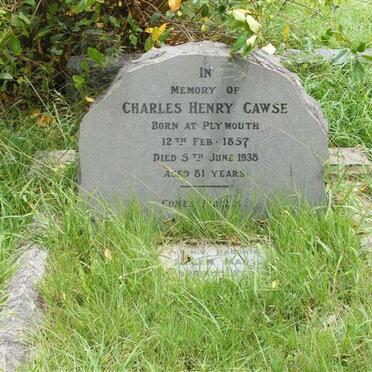 IN
MEMORY OF
CHARLES HENRY CAWSE
BORN AT PLYMOUTH
12TH FEB · 1857
DIED 5TH JUNE 1938
AGED 81 YEARS